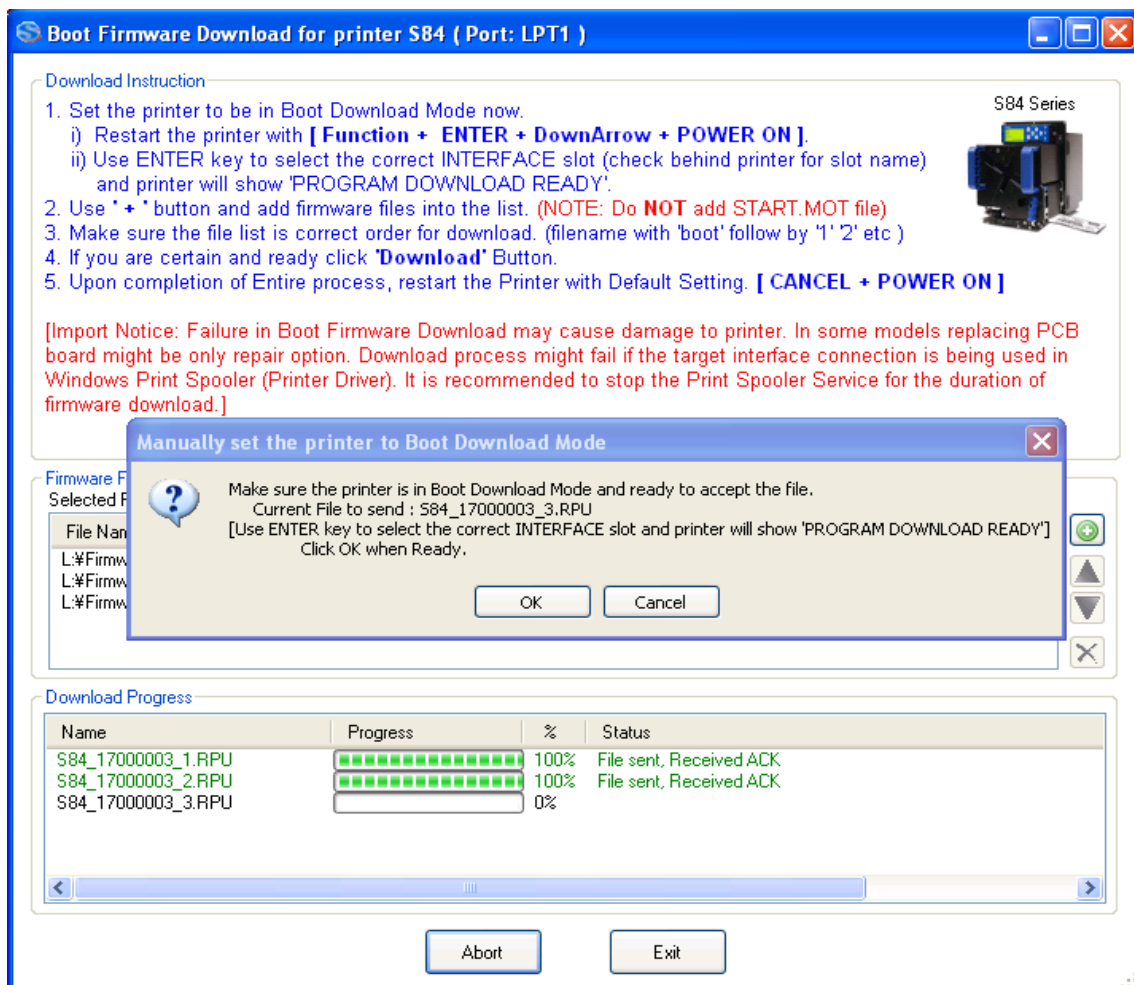 Boot Firmware Download for printer S84 ( Port: LPT1 )
Download Instruction
S84 Series
1. Set the printer to be in Boot Download Mode now.
i) Restart the printer with [ Function + ENTER + DownArrow + POWER ON ].
ii) Use ENTER key to select the correct INTERFACE slot (check behind printer for slot name)
and printer will show 'PROGRAM DOWNLOAD READY'.
2. Use " + " button and add firmware files into the list. (NOTE: Do NOT add START.MOT file)
3. Make sure the file list is correct order for download. (filename with 'boot' follow by '1' '2' etc )
4. If you are certain and ready click "Download" Button.
5. Upon completion of Entire process, restart the Printer with Default Setting. [ CANCEL + POWER ON ]
[Import Notice: Failure in Boot Firmware Download may cause damage to printer. In some models replacing PCB
board might be only repair option. Download process might fail if the target interface connection is being used in
Windows Print Spooler (Printer Driver). It is recommended to stop the Print Spooler Service for the duration of
firmware download.]
Manually set the printer to Boot Download Mode
Make sure the printer is in Boot Download Mode and ready to accept the file.
Current File to send : S84_17000003_3.RPU
[Use ENTER key to select the correct INTERFACE slot and printer will show 'PROGRAM DOWNLOAD READY']
Click OK when Ready.
OK Cancel
Firmware F
Selected F
File Nam
L:¥Firmw
L:¥Firmw
L:¥Firmw
Download Progress
Name Progress % Status
S84_17000003_1.RPU 100% File sent, Received ACK
S84_17000003_2.RPU 100% File sent, Received ACK
S84_17000003_3.RPU 0%
Abort Exit